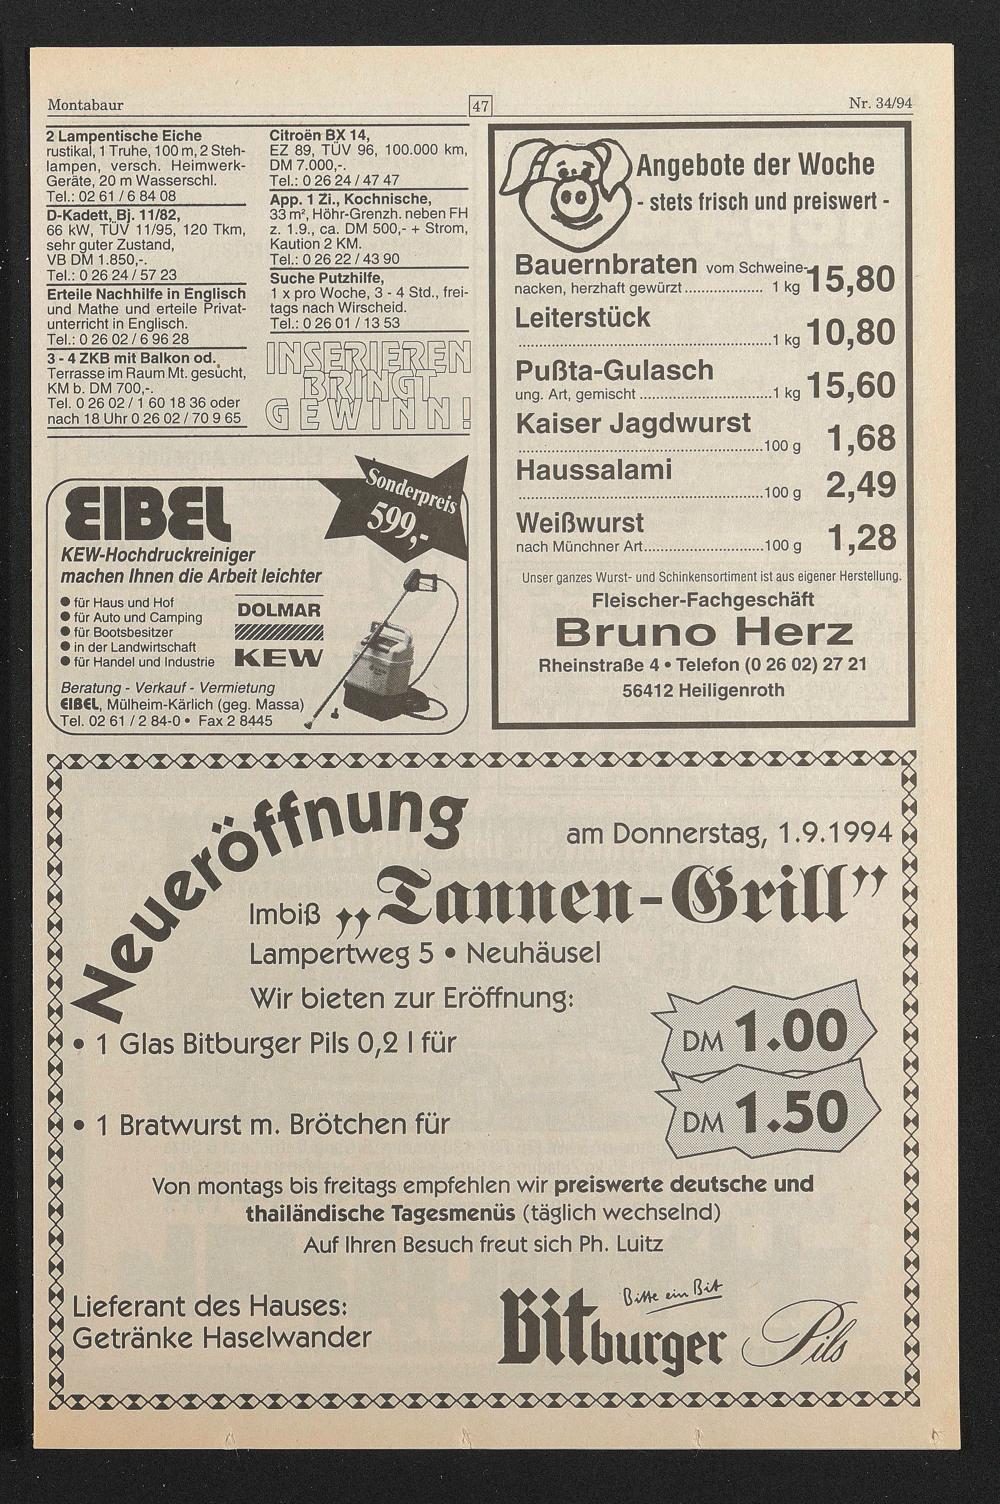 Montabaur
47
Nr. 34/94
2 Lampentische Eiche
rustikal, 1 Truhe, 100 m, 2 Steh-
lampen, versch. Heimwerk-
Geräte, 20 m Wasserschl.
Tel.: 02 61 / 6 84 08
D-Kadett, Bj. 11/82,
66 kW, TÜV 11/95, 120 Tkm,
sehr guter Zustand,
VB DM 1.850,-.
Tel.: 0 26 24 / 57 23
Erteile Nachhilfe in Englisch
und Mathe und erteile Privat-
unterricht in Englisch.
Tel.: 0 26 02 / 6 96 28
3 - 4 ZKB mit Balkon od.
Terrasse im Raum Mt. gesucht,
KM b. DM 700,-.
Tel. 0 26 02 / 1 60 18 36 oder
nach 18 Uhr 0 26 02 / 70 9 65
Citroën BX 14,
EZ 89, TÜV 96, 100.000 km,
DM 7.000,-.
Tel.: 0 26 24 / 47 47
App. 1 Zi., Kochnische,
33 m², Höhr-Grenzh. neben FH
z. 1.9., ca. DM 500,- + Strom,
Kaution 2 KM.
Tel.: 0 26 22 / 43 90
Suche Putzhilfe,
1 x pro Woche, 3 - 4 Std., frei-
tags nach Wirscheid.
Tel.: 0 26 01 / 13 53
INSERIEREN
BRINGT
GEWINN!
EIBEL
Sonderpreis
599,-
KEW-Hochdruckreiniger
machen Ihnen die Arbeit leichter
● für Haus und Hof
● für Auto und Camping
● für Bootsbesitzer
● in der Landwirtschaft
● für Handel und Industrie
DOLMAR
KEW
Beratung - Verkauf - Vermietung
EIBEL, Mülheim-Kärlich (geg. Massa)
Tel. 02 61 / 2 84-0 • Fax 2 8445
Angebote der Woche
- stets frisch und preiswert -
Bauernbraten vom Schweine-
nacken, herzhaft gewürzt .................. 1 kg 15,80
Leiterstück
..........................................................1 kg 10,80
Pußta-Gulasch
ung. Art, gemischt ..............................1 kg 15,60
Kaiser Jagdwurst
........................................................100 g 1,68
Haussalami
........................................................100 g 2,49
Weißwurst
nach Münchner Art...........................100 g 1,28
Unser ganzes Wurst- und Schinkensortiment ist aus eigener Herstellung.
Fleischer-Fachgeschäft
Bruno Herz
Rheinstraße 4 • Telefon (0 26 02) 27 21
56412 Heiligenroth
Neueröffnung
am Donnerstag, 1.9.1994
Imbiß „Tannen-Grill”
Lampertweg 5 • Neuhäusel
Wir bieten zur Eröffnung:
• 1 Glas Bitburger Pils 0,2 l für DM 1.00
• 1 Bratwurst m. Brötchen für DM 1.50
Von montags bis freitags empfehlen wir preiswerte deutsche und
thailändische Tagesmenüs (täglich wechselnd)
Auf Ihren Besuch freut sich Ph. Luitz
Lieferant des Hauses:
Getränke Haselwander
Bitte ein Bit
Bitburger Pils